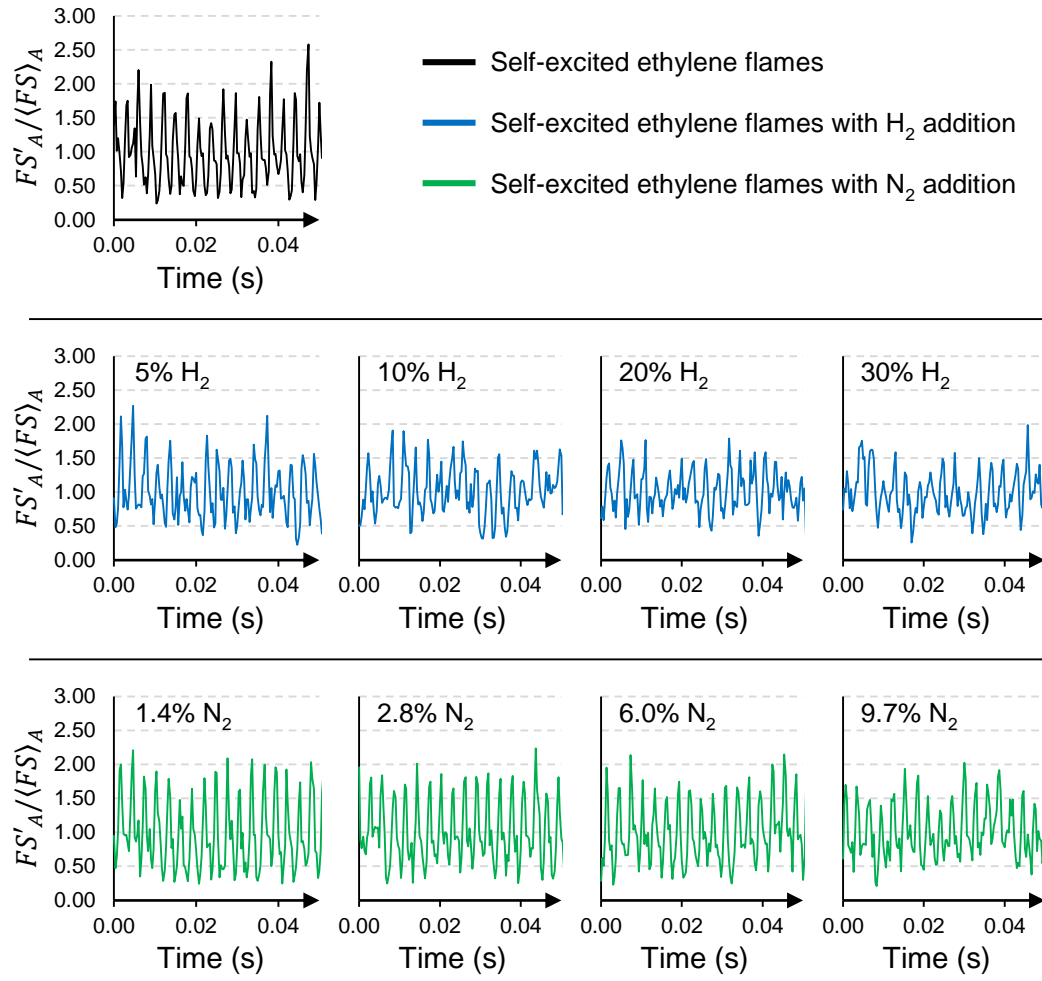 3.00
2.50
2.00
1.50
1.00
0.50
0.00
FS′_A/⟨FS⟩_A
0.00 0.02 0.04
Time (s)
Self-excited ethylene flames
Self-excited ethylene flames with H₂ addition
Self-excited ethylene flames with N₂ addition
3.00
2.50
2.00
1.50
1.00
0.50
0.00
FS′_A/⟨FS⟩_A
5% H₂ 10% H₂ 20% H₂ 30% H₂
0.00 0.02 0.04 0.00 0.02 0.04 0.00 0.02 0.04 0.00 0.02 0.04
Time (s) Time (s) Time (s) Time (s)
3.00
2.50
2.00
1.50
1.00
0.50
0.00
FS′_A/⟨FS⟩_A
1.4% N₂ 2.8% N₂ 6.0% N₂ 9.7% N₂
0.00 0.02 0.04 0.00 0.02 0.04 0.00 0.02 0.04 0.00 0.02 0.04
Time (s) Time (s) Time (s) Time (s)